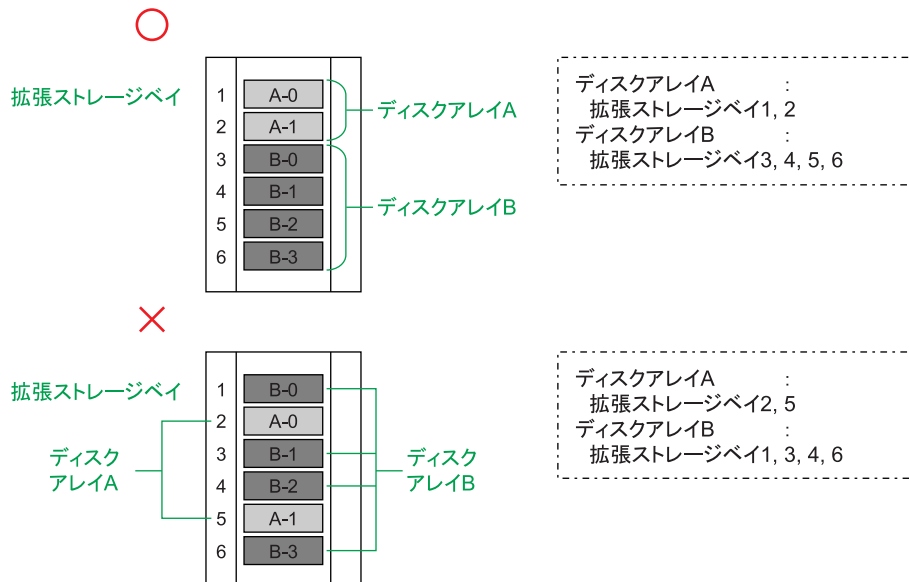 ○
拡張ストレージベイ
1 A-0
2 A-1
3 B-0
4 B-1
5 B-2
6 B-3
ディスクアレイA
ディスクアレイB
ディスクアレイA :
拡張ストレージベイ1, 2
ディスクアレイB :
拡張ストレージベイ3, 4, 5, 6
×
拡張ストレージベイ
1 B-0
2 A-0
3 B-1
4 B-2
5 A-1
6 B-3
ディスク
アレイA
ディスク
アレイB
ディスクアレイA :
拡張ストレージベイ2, 5
ディスクアレイB :
拡張ストレージベイ1, 3, 4, 6